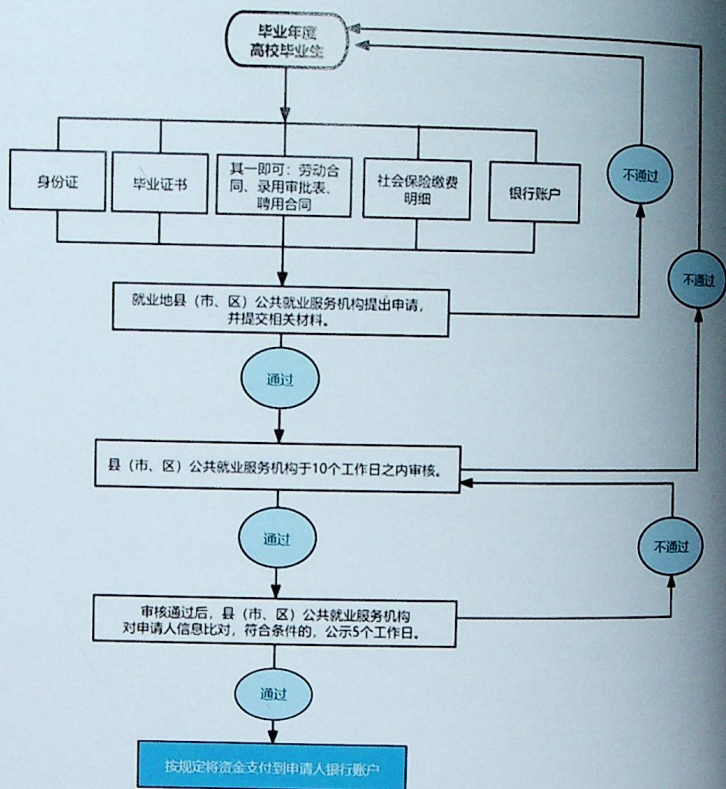 毕业年度
高校毕业生
身份证
毕业证书
其一即可：劳动合
同、录用审批表、
聘用合同
社会保险缴费
明细
银行账户
不通过
不通过
就业地县（市、区）公共就业服务机构提出申请，
并提交相关材料。
通过
县（市、区）公共就业服务机构于10个工作日之内审核。
通过
不通过
审核通过后，县（市、区）公共就业服务机构
对申请人信息比对，符合条件的，公示5个工作日。
通过
按规定将资金支付到申请人银行账户